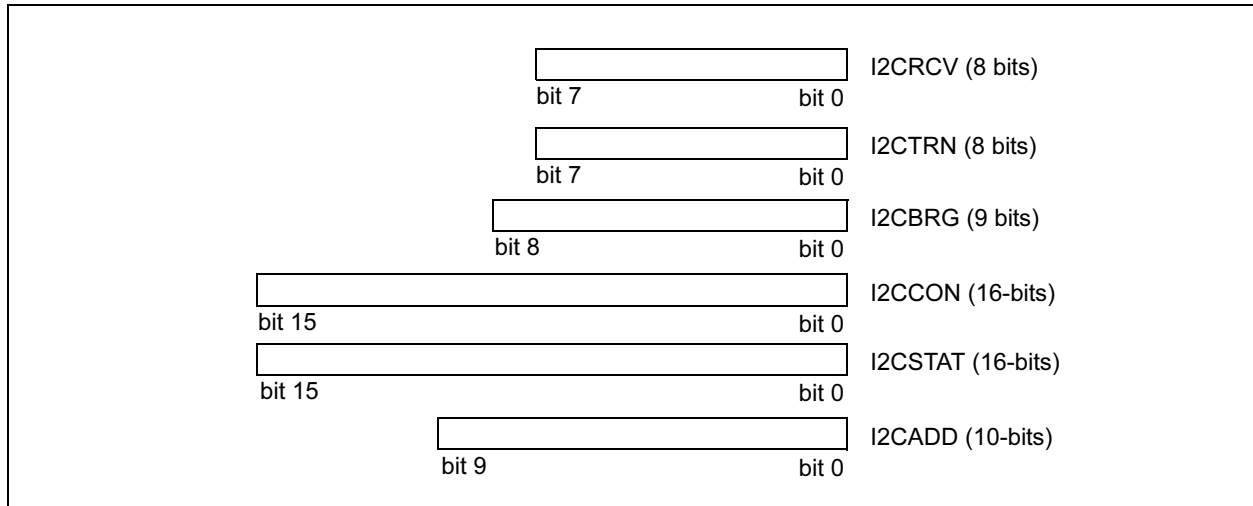 I2CRCV (8 bits)
bit 7 bit 0
I2CTRN (8 bits)
bit 7 bit 0
I2CBRG (9 bits)
bit 8 bit 0
I2CCON (16-bits)
bit 15 bit 0
I2CSTAT (16-bits)
bit 15 bit 0
I2CADD (10-bits)
bit 9 bit 0